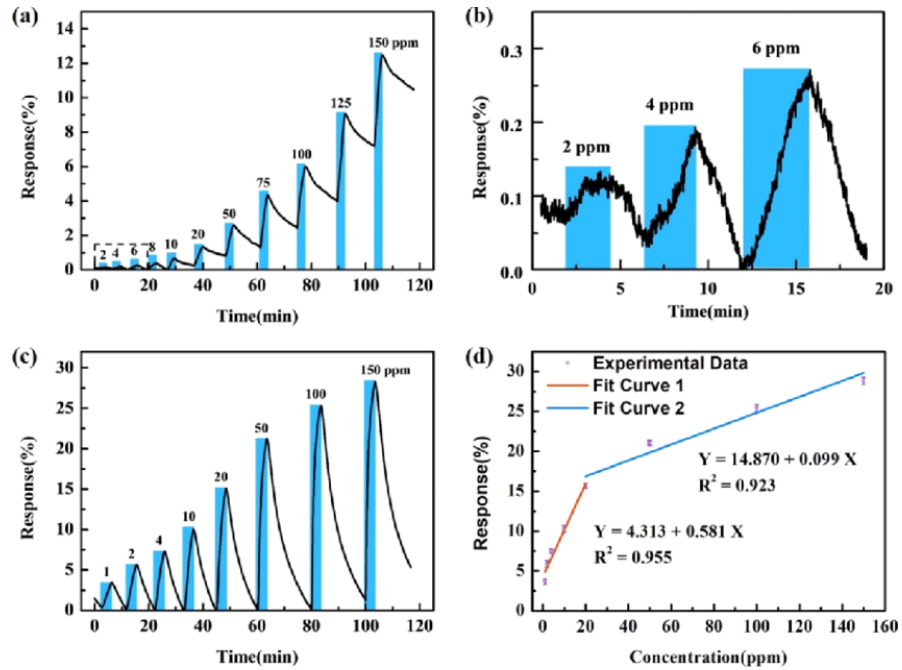 (a)
14
12
10
8
6
4
2
0
Response(%)
2 4 6 8 10 20 50 75 100 125 150 ppm
0 20 40 60 80 100 120
Time(min)
(b)
0.3
0.2
0.1
0.0
Response(%)
2 ppm
4 ppm
6 ppm
0 5 10 15 20
Time(min)
(c)
30
25
20
15
10
5
0
Response(%)
1 2 4 10 20 50 100 150 ppm
0 20 40 60 80 100 120
Time(min)
(d)
30
25
20
15
10
5
0
Response(%)
Experimental Data
Fit Curve 1
Fit Curve 2
Y = 14.870 + 0.099 X
R² = 0.923
Y = 4.313 + 0.581 X
R² = 0.955
0 20 40 60 80 100 120 140 160
Concentration(ppm)